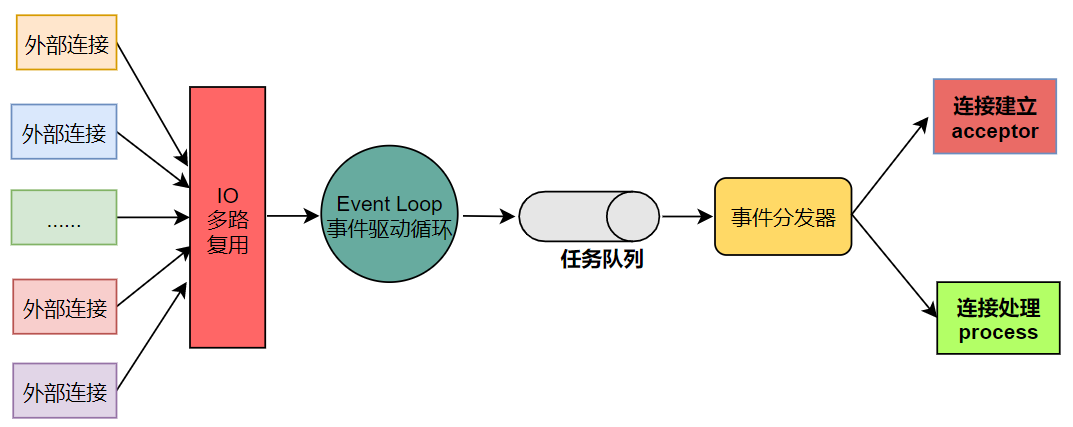 外部连接
外部连接
......
外部连接
外部连接
IO
多路
复用
Event Loop
事件驱动循环
任务队列
事件分发器
连接建立
acceptor
连接处理
process